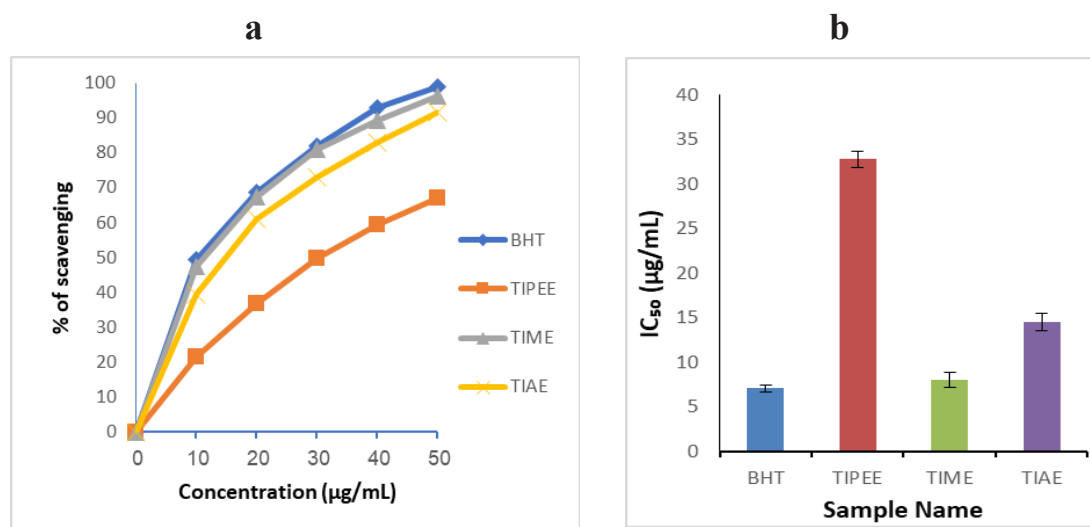 a
100
90
80
70
60
50
40
30
20
10
0
% of scavenging
0 10 20 30 40 50
Concentration (µg/mL)
BHT
TIPEE
TIME
TIAE
b
40
35
30
25
20
15
10
5
0
IC₅₀ (µg/mL)
BHT TIPEE TIME TIAE
Sample Name